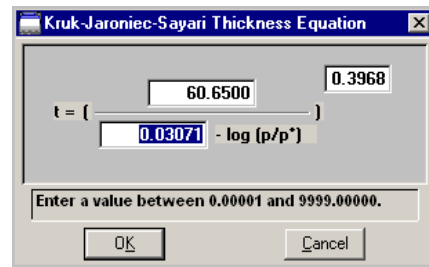 Kruk-Jaroniec-Sayari Thickness Equation
60.6500
0.3968
t = (
)
0.03071 - log (p/p*)
Enter a value between 0.00001 and 9999.00000.
OK Cancel